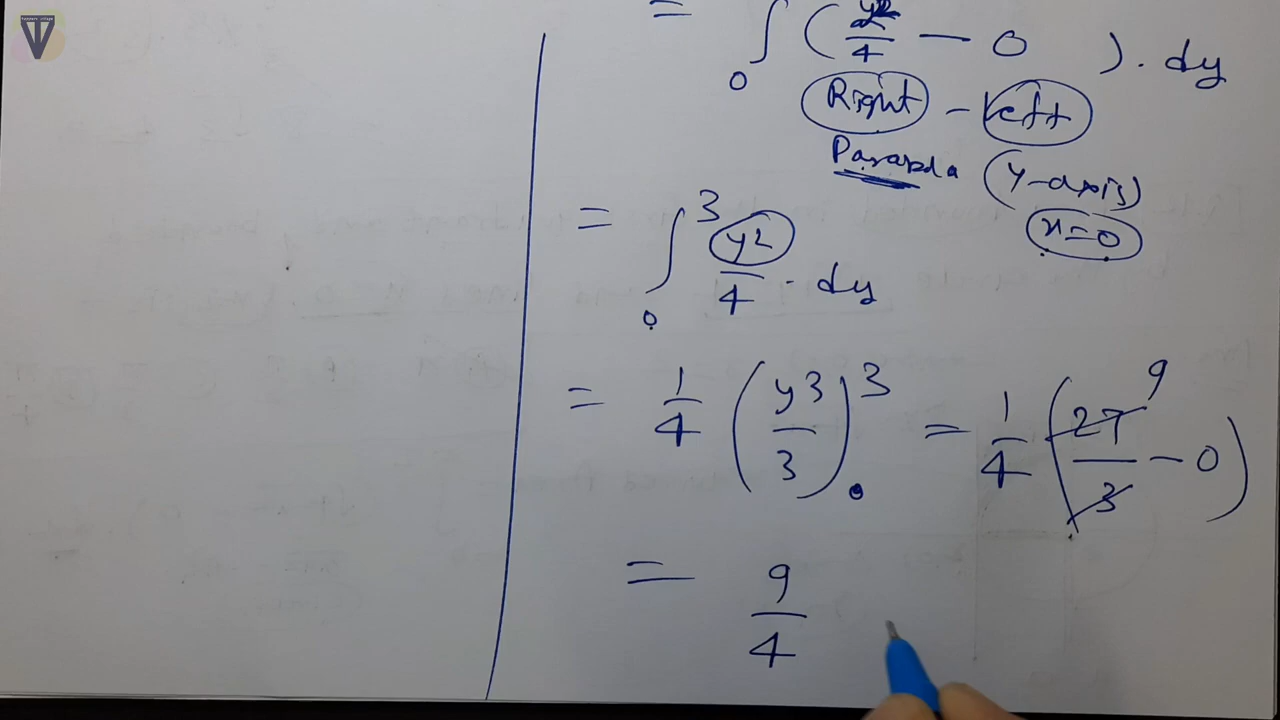 = ∫₀ (y²/4 − 0) . dy
Right − Left
Parabola (y-axis)
x=0
= ∫₀³ y²/4 . dy
= 1/4 (y³/3)₀³ = 1/4 (27/3 − 0) 9
= 9/4